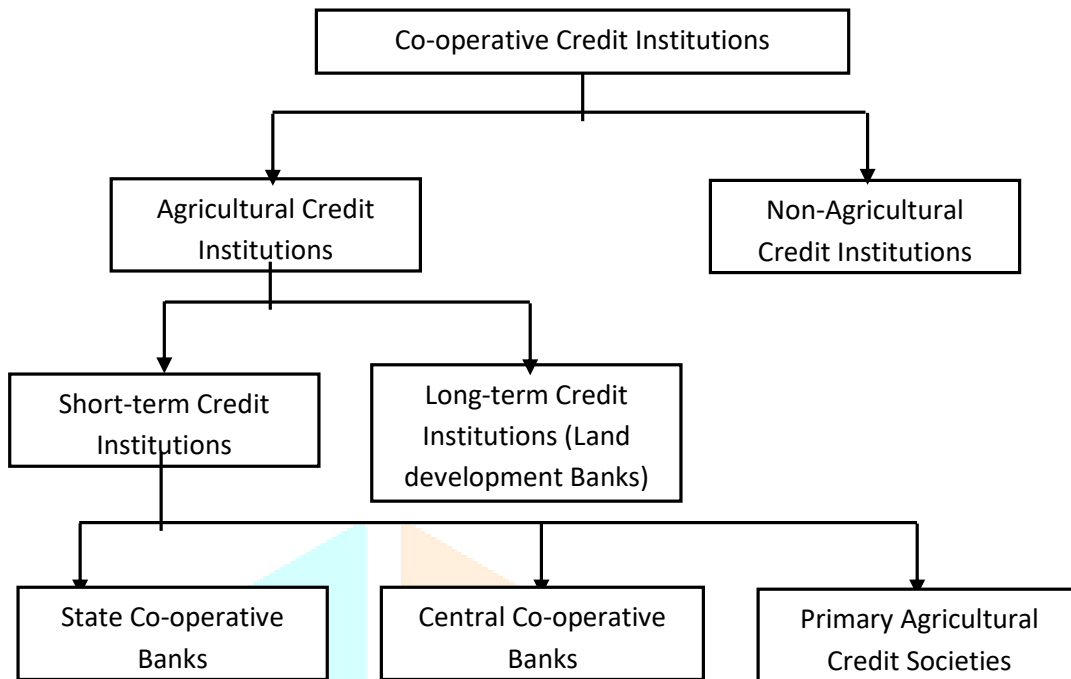 Co-operative Credit Institutions
Agricultural Credit
Institutions
Non-Agricultural
Credit Institutions
Short-term Credit
Institutions
Long-term Credit
Institutions (Land
development Banks)
State Co-operative
Banks
Central Co-operative
Banks
Primary Agricultural
Credit Societies